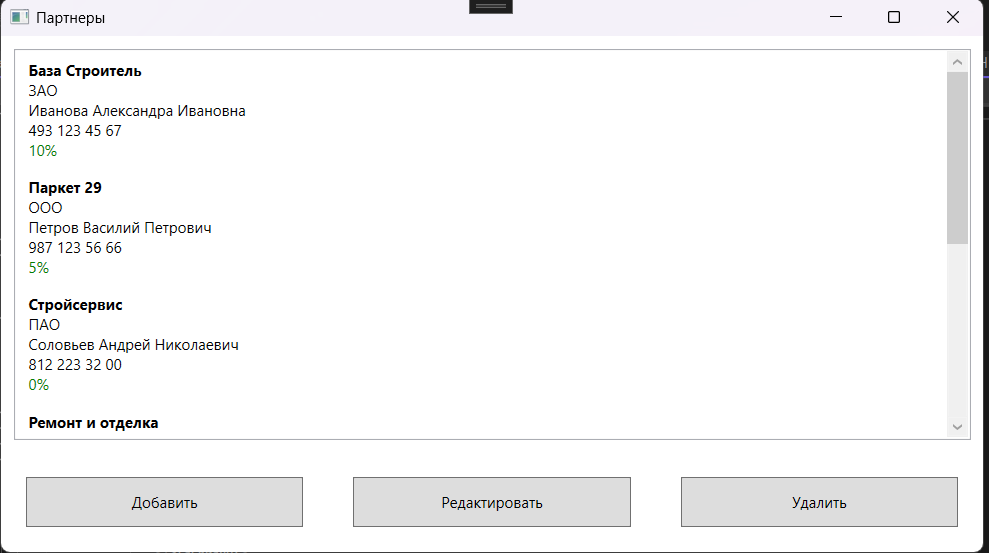 Партнеры
База Строитель
ЗАО
Иванова Александра Ивановна
493 123 45 67
10%
Паркет 29
ООО
Петров Василий Петрович
987 123 56 66
5%
Стройсервис
ПАО
Соловьев Андрей Николаевич
812 223 32 00
0%
Ремонт и отделка
Добавить
Редактировать
Удалить